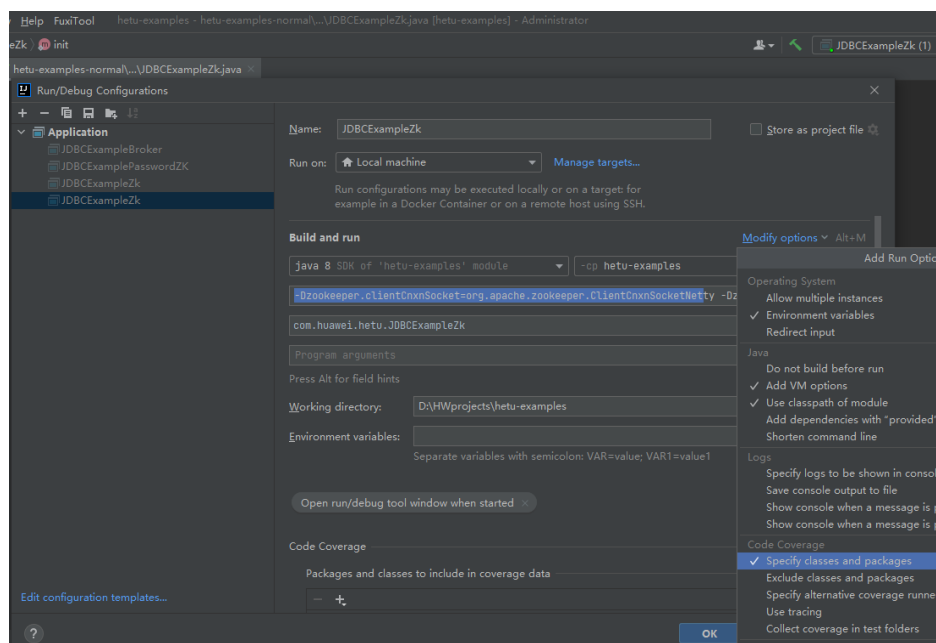 Help FuxiTool hetu-examples - hetu-examples-normal\...\JDBCExampleZk.java [hetu-examples] - Administrator
eZk init
JDBCExampleZk (1)
hetu-examples-normal\...\JDBCExampleZk.java
Run/Debug Configurations
Application
JDBCExampleBroker
JDBCExamplePasswordZK
JDBCExampleZk
JDBCExampleZk
Name: JDBCExampleZk
Store as project file
Run on: Local machine
Manage targets...
Run configurations may be executed locally or on a target: for
example in a Docker Container or on a remote host using SSH.
Build and run
Modify options Alt+M
java 8 SDK of 'hetu-examples' module
-cp hetu-examples
-Dzookeeper.clientCnxnSocket=org.apache.zookeeper.ClientCnxnSocketNetty -Dz
com.huawei.hetu.JDBCExampleZk
Program arguments
Press Alt for field hints
Working directory: D:\HWprojects\hetu-examples
Environment variables:
Separate variables with semicolon: VAR=value; VAR1=value1
Open run/debug tool window when started
Code Coverage
Packages and classes to include in coverage data
Edit configuration templates...
?
OK
Add Run Optio
Operating System
Allow multiple instances
Environment variables
Redirect input
Java
Do not build before run
Add VM options
Use classpath of module
Add dependencies with "provided"
Shorten command line
Logs
Specify logs to be shown in consol
Save console output to file
Show console when a message is p
Show console when a message is p
Code Coverage
Specify classes and packages
Exclude classes and packages
Specify alternative coverage runne
Use tracing
Collect coverage in test folders